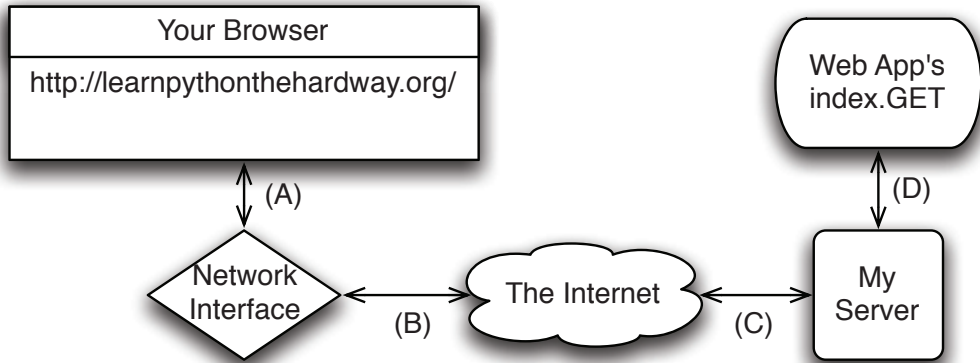 Your Browser
http://learnpythonthehardway.org/
Web App's
index.GET
(A)
(D)
Network
Interface
(B)
The Internet
(C)
My
Server